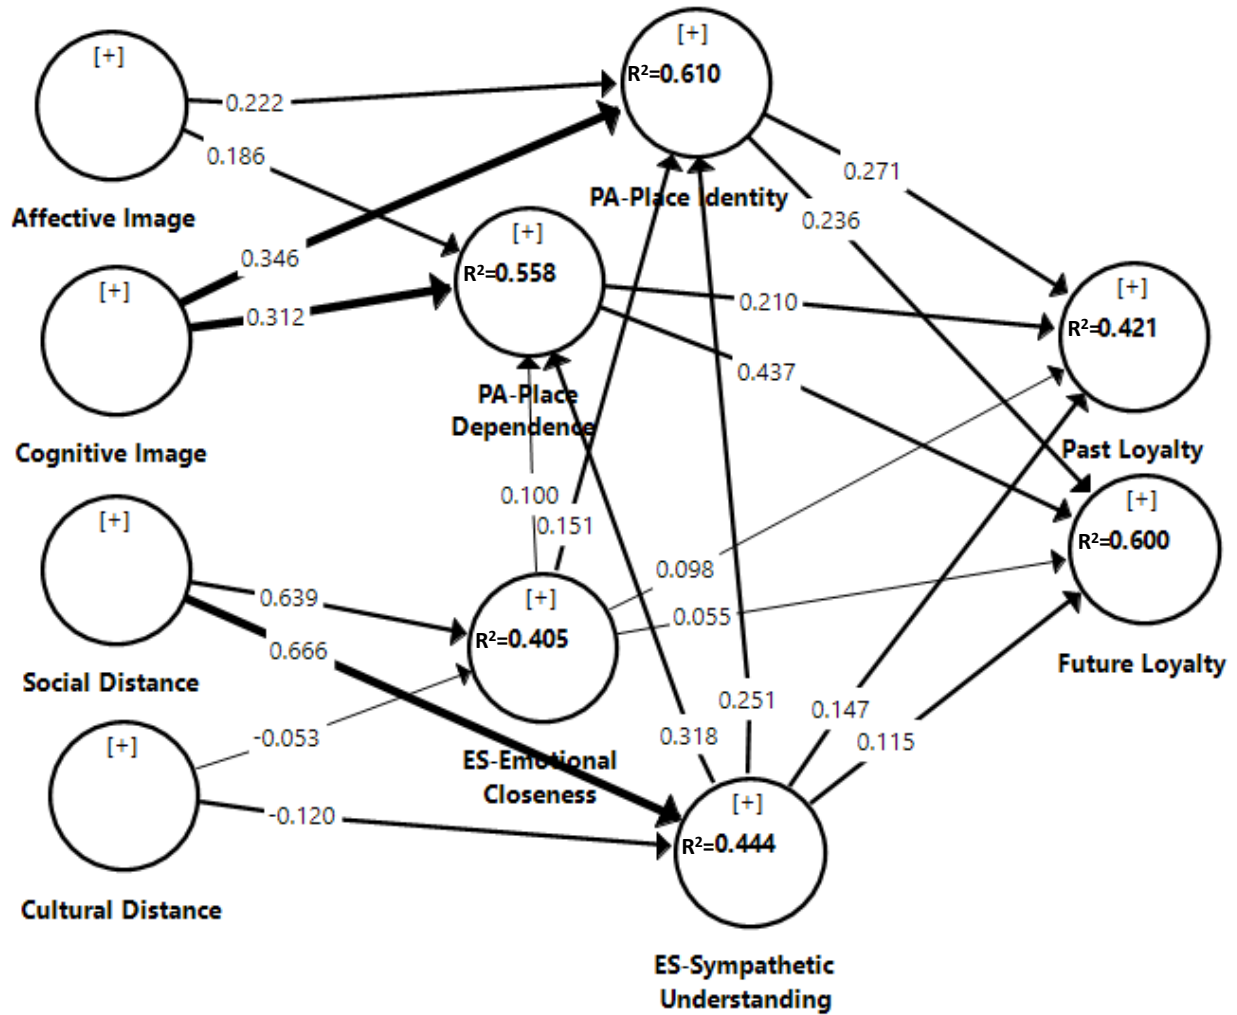 [+]
R²=0.610
[+]
0.222
0.271
0.186
PA-Place Identity
Affective Image
0.236
[+]
0.346
R²=0.558
[+]
[+]
0.210
0.312
R²=0.421
0.437
PA-Place
Dependence
Cognitive Image
Past Loyalty
0.100
[+]
[+]
0.151
R²=0.600
0.098
0.639
[+]
0.055
R²=0.405
0.666
Future Loyalty
Social Distance
0.251
0.147
-0.053
0.318
0.115
[+]
ES-Emotional
Closeness
[+]
-0.120
R²=0.444
Cultural Distance
ES-Sympathetic
Understanding